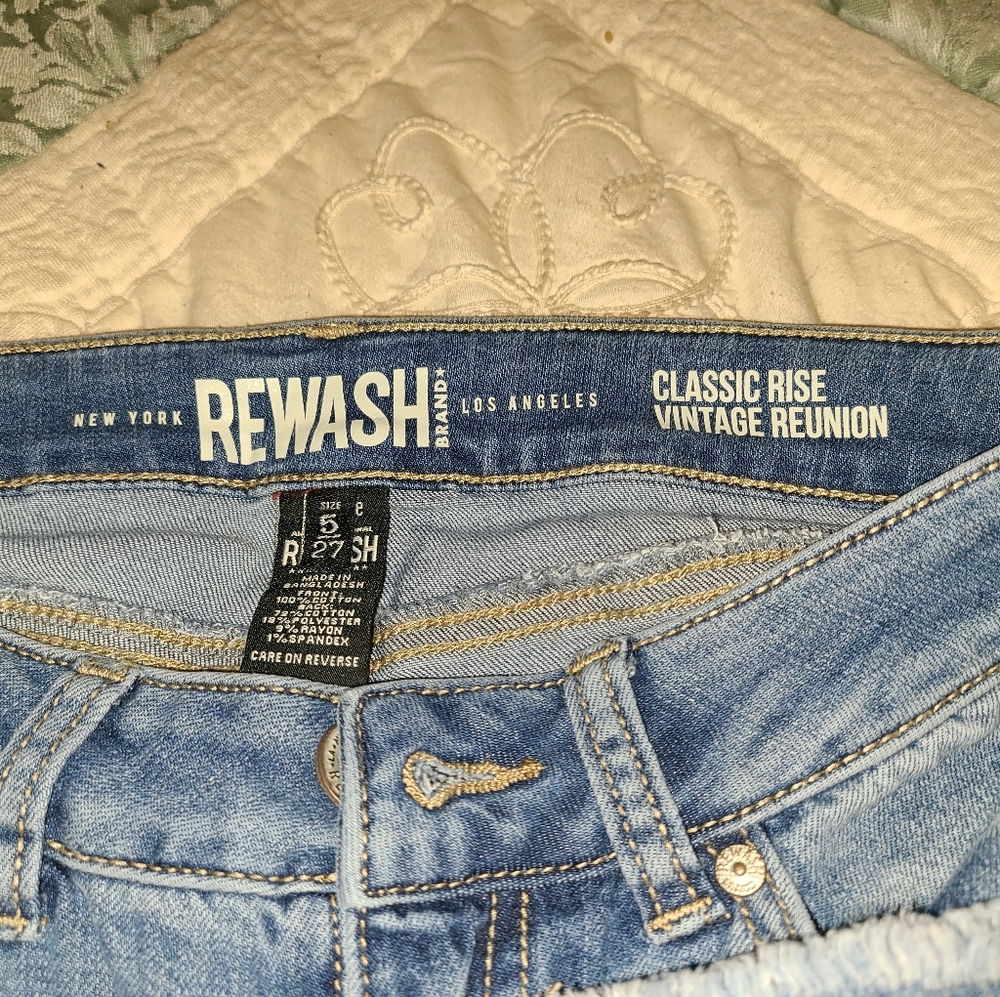 NEW YORK REWASH BRAND★ LOS ANGELES
CLASSIC RISE
VINTAGE REUNION
SIZE
5
27
R SH
MADE IN
BANGLADESH
FRONT:
100% COTTON
BACK:
72% COTTON
18% POLYESTER
9% RAYON
1% SPANDEX
CARE ON REVERSE